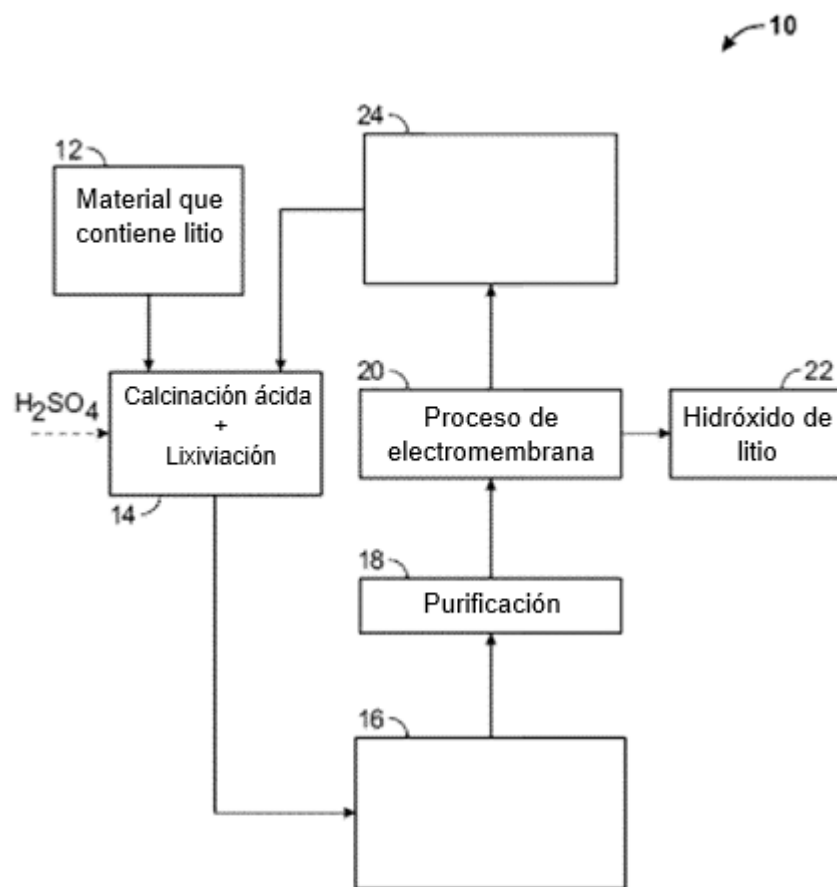 10
24
12
Material que
contiene litio
20
22
H₂SO₄
Calcinación ácida
+
Lixiviación
Proceso de
electromembrana
Hidróxido de
litio
14
18
Purificación
16